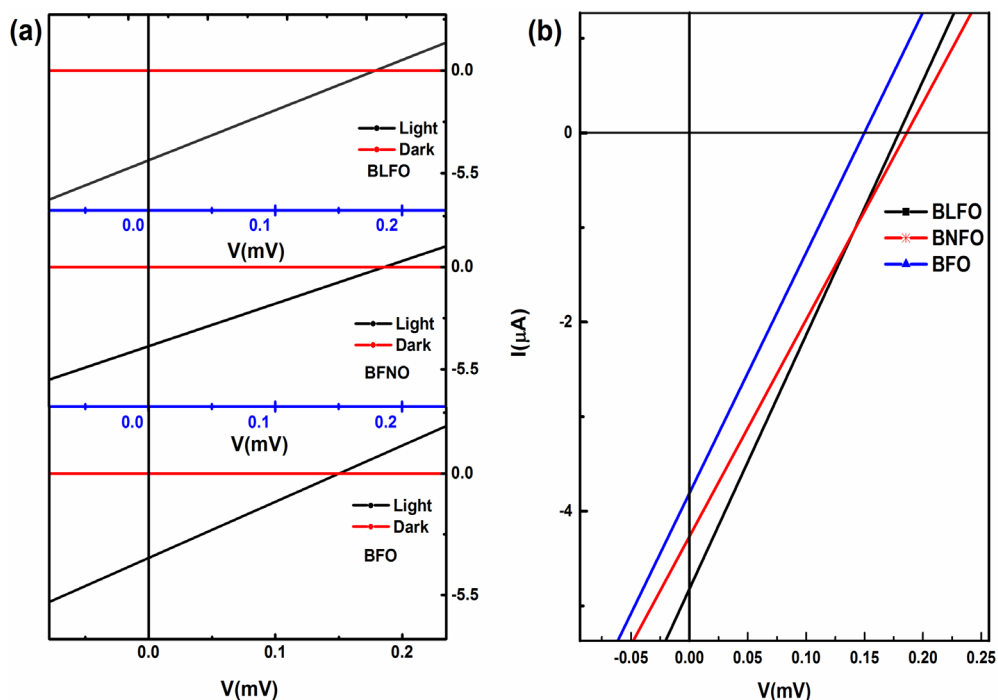 (a)
0.0
Light
Dark
BLFO
-5.5
0.0 0.1 0.2
V(mV)
0.0
Light
Dark
BFNO
-5.5
0.0 0.1 0.2
V(mV)
0.0
Light
Dark
BFO
-5.5
0.0 0.2
V(mV)
(b)
0
BLFO
BNFO
BFO
-2
I(µA)
-4
-0.05 0.00 0.05 0.10 0.15 0.20 0.25
V(mV)